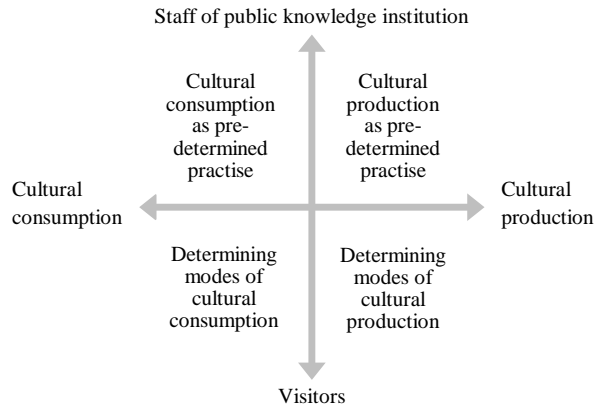 Staff of public knowledge institution
Cultural
consumption
as pre-
determined
practise
Cultural
production
as pre-
determined
practise
Cultural
consumption
Cultural
production
Determining
modes of
cultural
consumption
Determining
modes of
cultural
production
Visitors